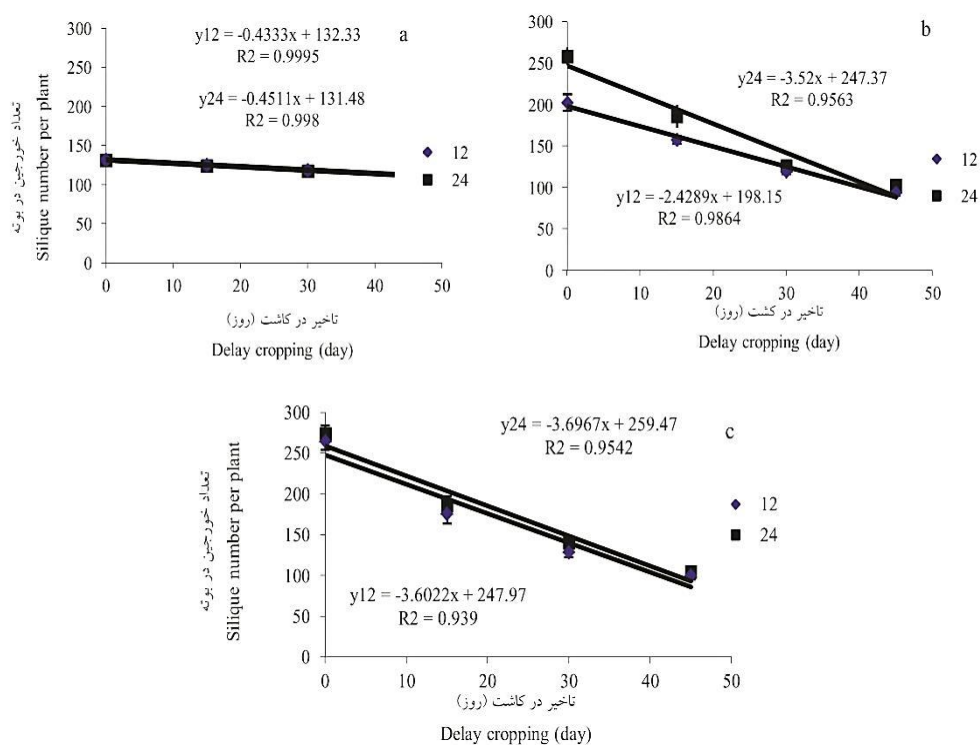 y12 = -0.4333x + 132.33
R2 = 0.9995
a
y24 = -0.4511x + 131.48
R2 = 0.998
12
24
300
250
200
150
100
50
0
0 10 20 30 40 50
تعداد خورجین در بوته
Silique number per plant
تاخیر در کاشت (روز)
Delay cropping (day)
b
y24 = -3.52x + 247.37
R2 = 0.9563
y12 = -2.4289x + 198.15
R2 = 0.9864
12
24
300
250
200
150
100
50
0
0 10 20 30 40 50
تاخیر در کشت (روز)
Delay cropping (day)
c
y24 = -3.6967x + 259.47
R2 = 0.9542
y12 = -3.6022x + 247.97
R2 = 0.939
12
24
300
250
200
150
100
50
0
0 10 20 30 40 50
تعداد خورجین در بوته
Silique number per plant
تاخیر در کاشت (روز)
Delay cropping (day)